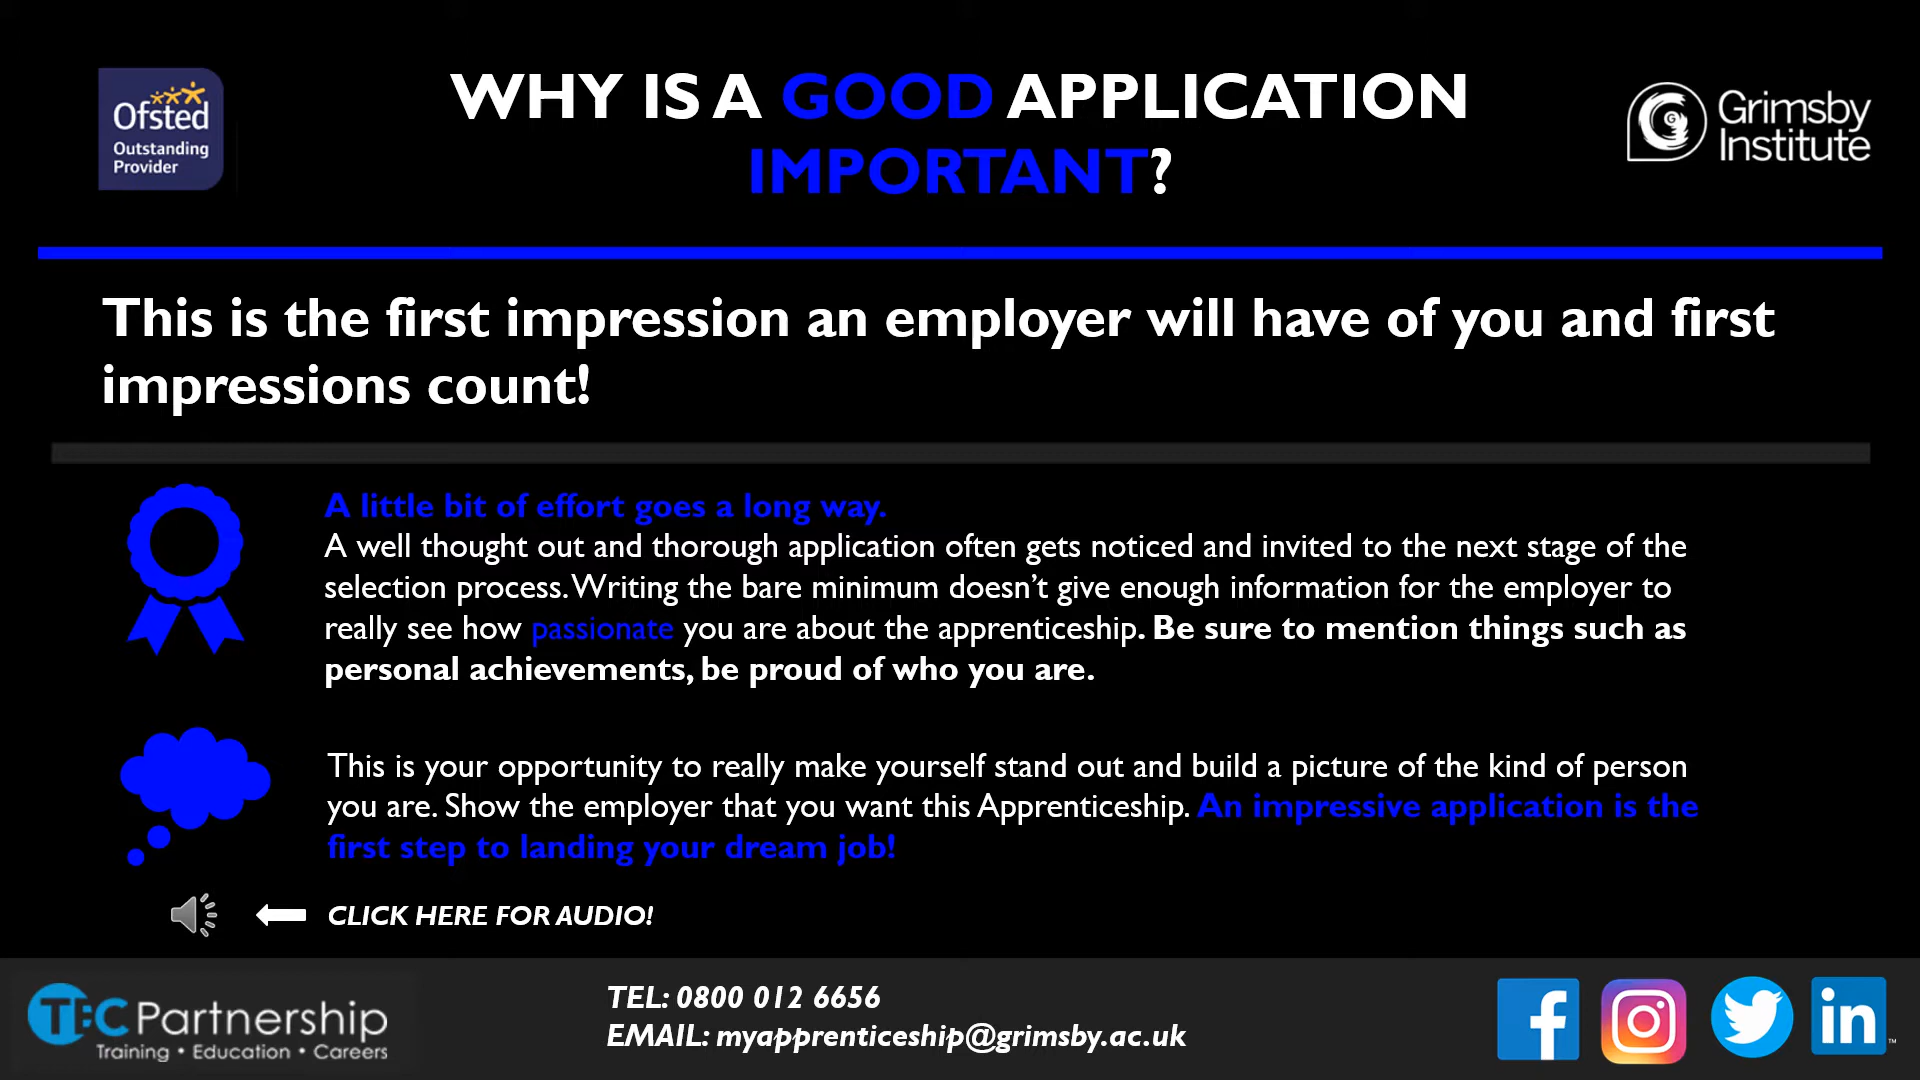 Ofsted
Outstanding
Provider
WHY IS A GOOD APPLICATION
IMPORTANT?
Grimsby
Institute
This is the first impression an employer will have of you and first
impressions count!
A little bit of effort goes a long way.
A well thought out and thorough application often gets noticed and invited to the next stage of the
selection process. Writing the bare minimum doesn't give enough information for the employer to
really see how passionate you are about the apprenticeship. Be sure to mention things such as
personal achievements, be proud of who you are.
This is your opportunity to really make yourself stand out and build a picture of the kind of person
you are. Show the employer that you want this Apprenticeship. An impressive application is the
first step to landing your dream job!
CLICK HERE FOR AUDIO!
TEC Partnership
Training • Education • Careers
TEL: 0800 012 6656
EMAIL: myapprenticeship@grimsby.ac.uk
f
in
™